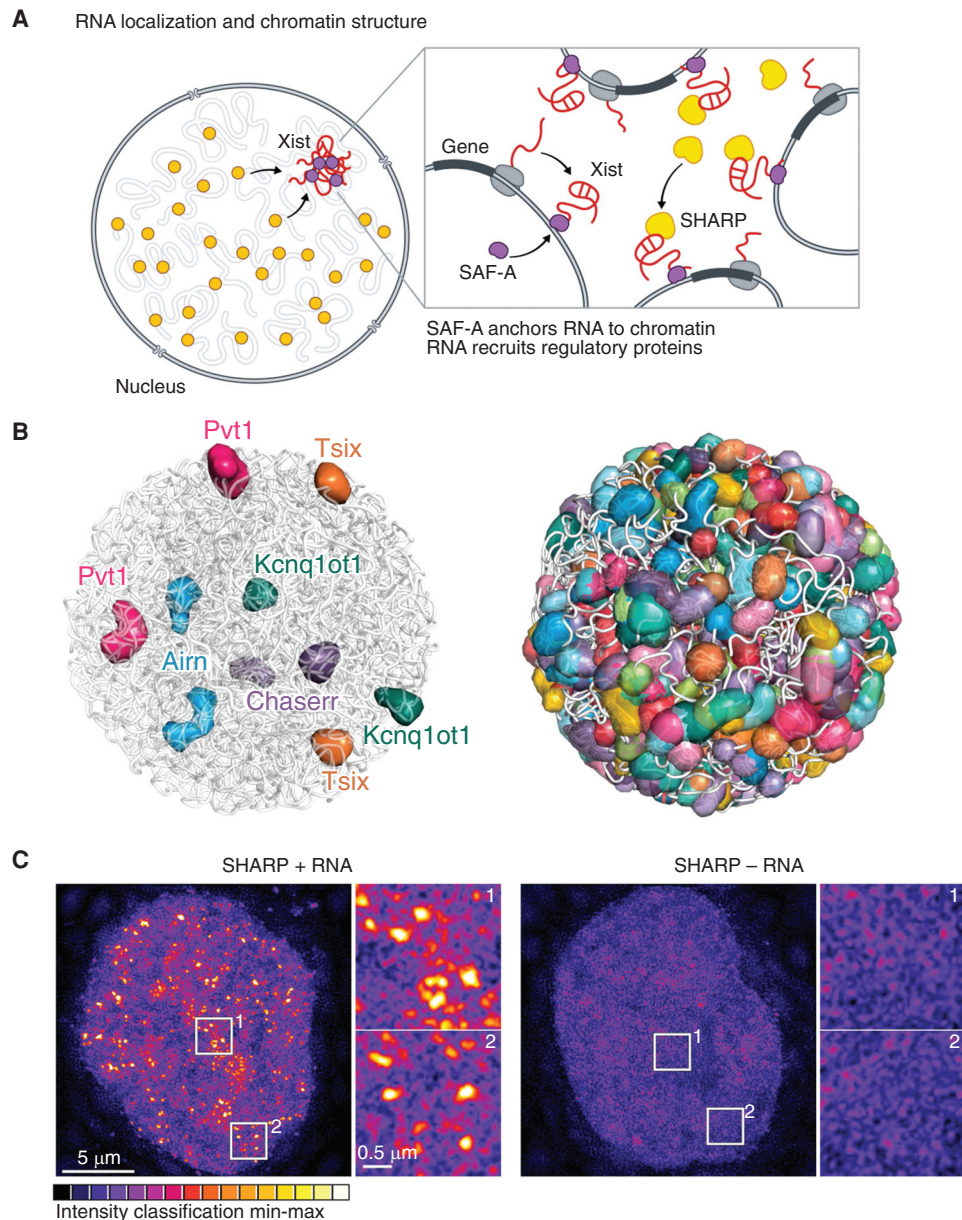 A
RNA localization and chromatin structure
Xist
Nucleus
Gene
Xist
SHARP
SAF-A
SAF-A anchors RNA to chromatin
RNA recruits regulatory proteins
B
Pvt1
Tsix
Pvt1
Kcnq1ot1
Airn
Chaserr
Kcnq1ot1
Tsix
C
SHARP + RNA
1
2
5 μm
1
2
0.5 μm
Intensity classification min-max
SHARP – RNA
1
2
1
2